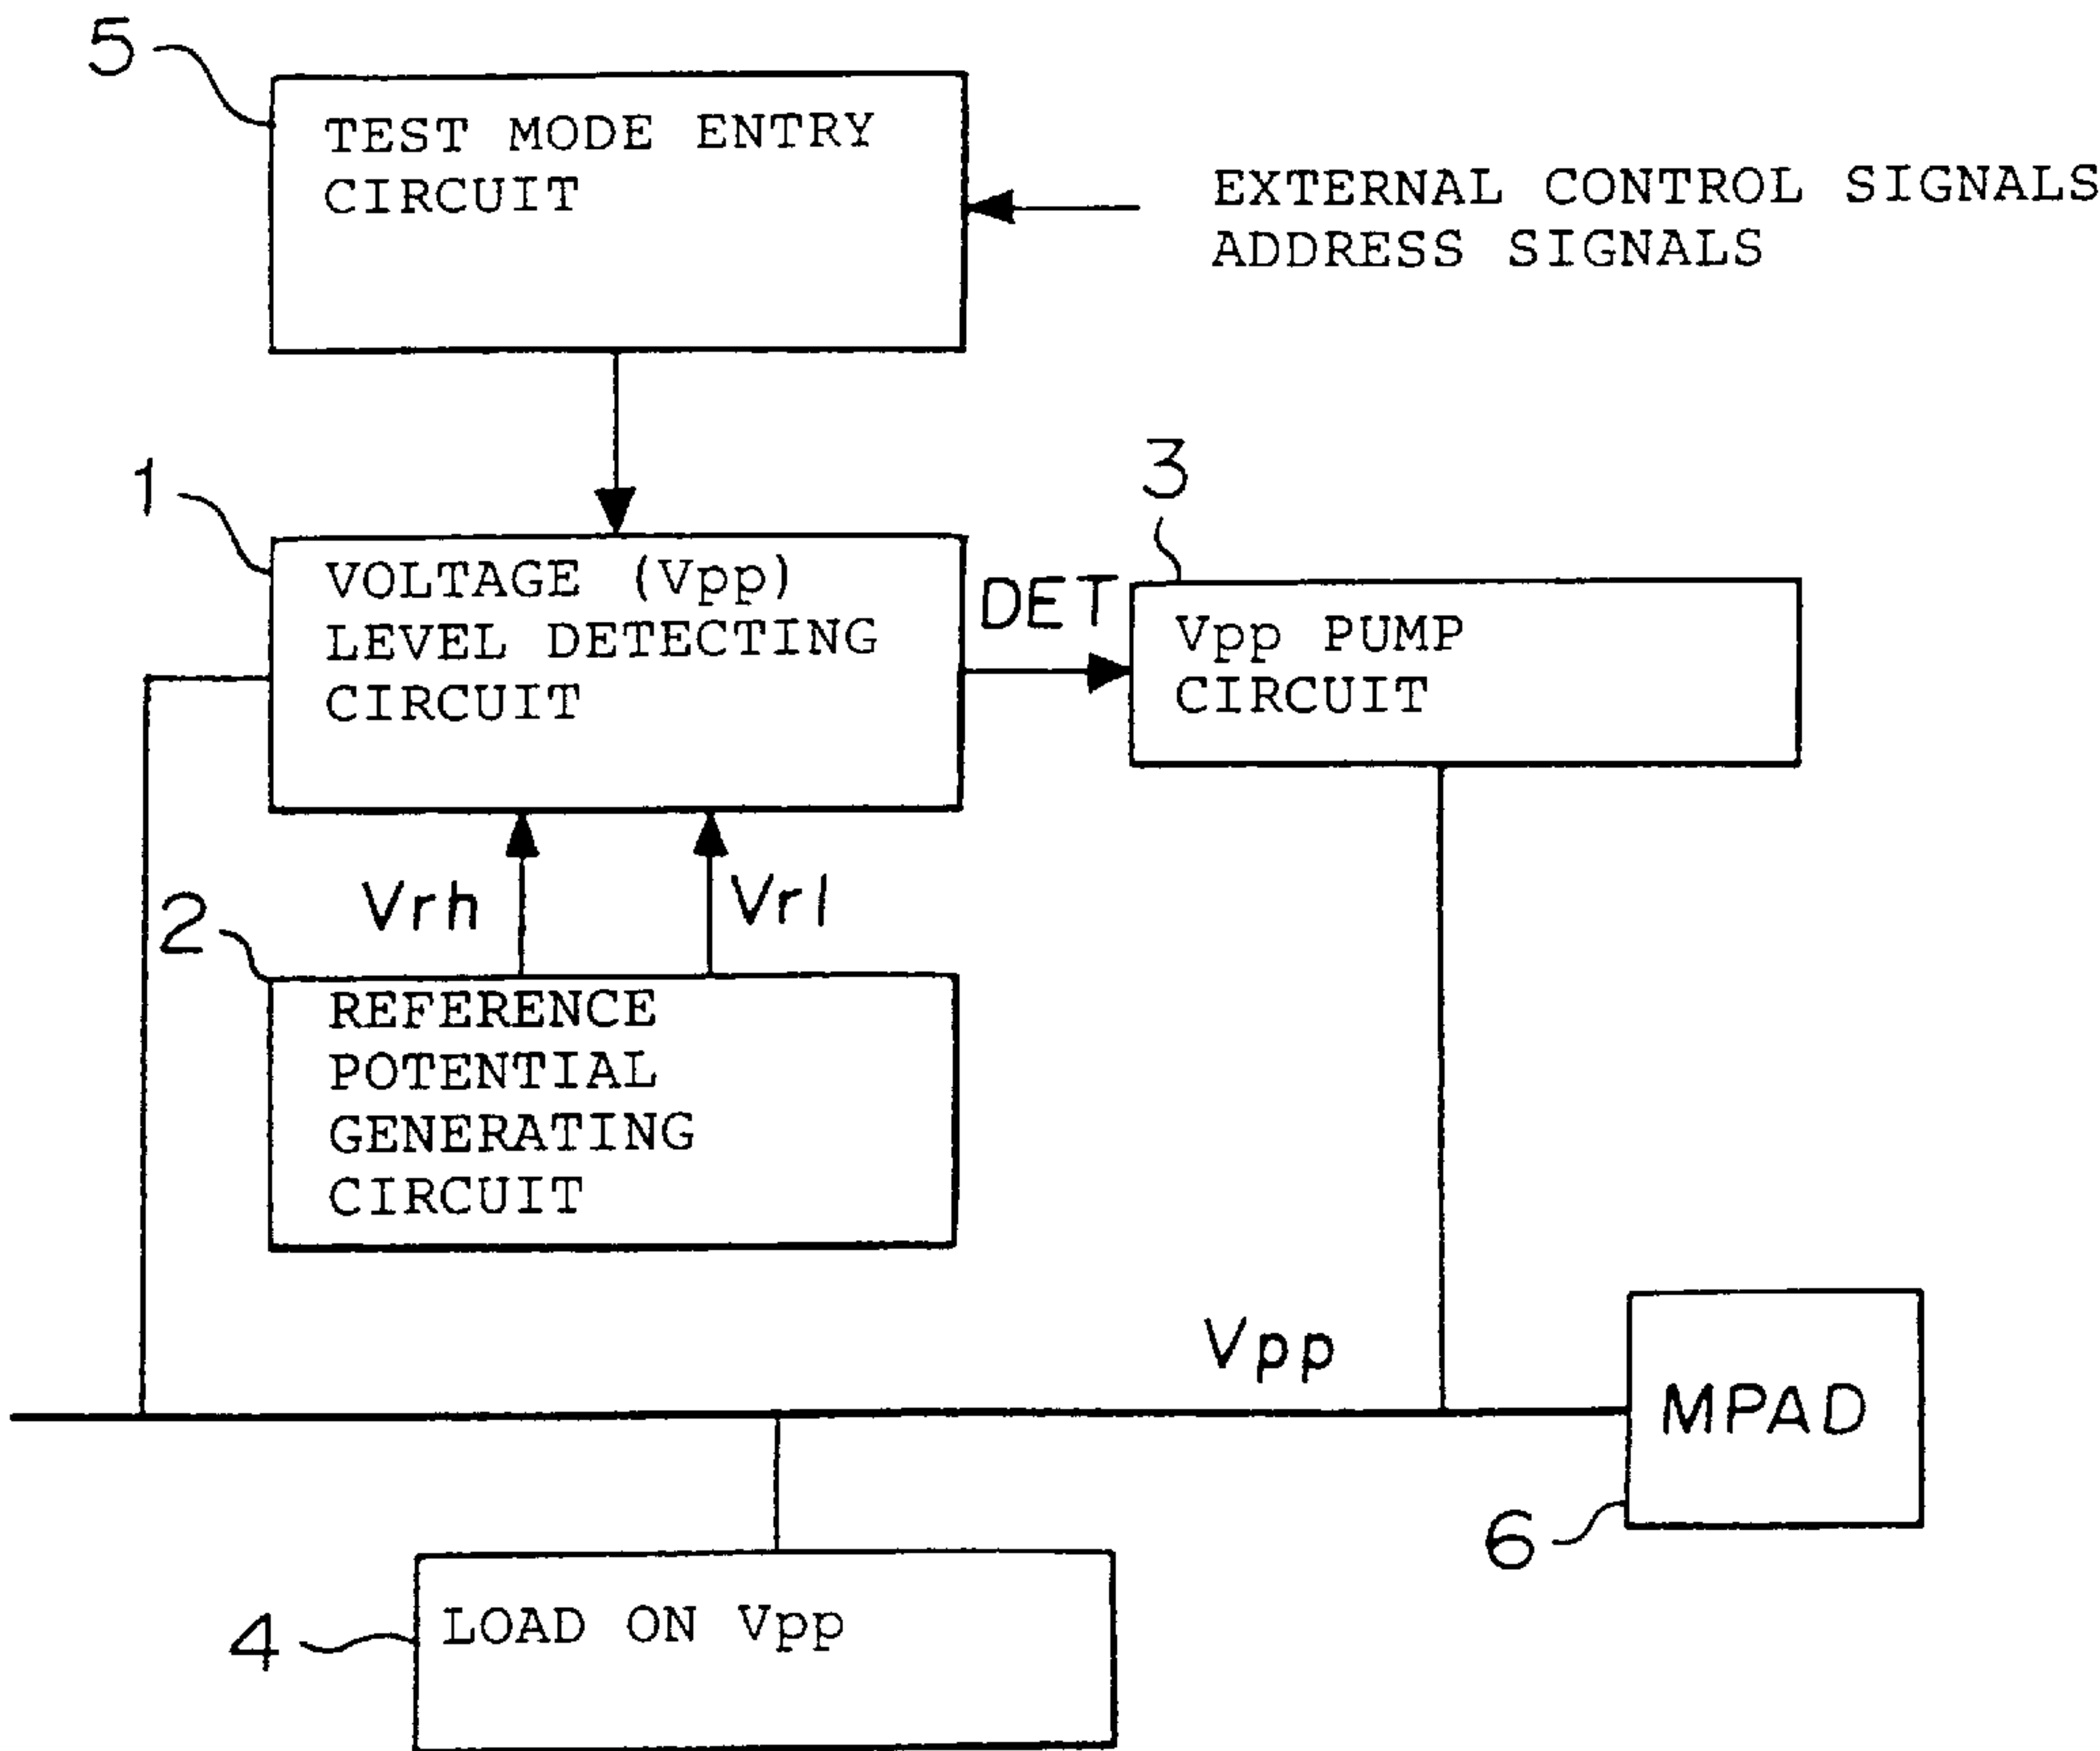 5
TEST MODE ENTRY
CIRCUIT
EXTERNAL CONTROL SIGNALS
ADDRESS SIGNALS
1
VOLTAGE (Vpp)
LEVEL DETECTING
CIRCUIT
DET
3
Vpp PUMP
CIRCUIT
Vrh
Vrl
2
REFERENCE
POTENTIAL
GENERATING
CIRCUIT
Vpp
MPAD
6
4
LOAD ON Vpp